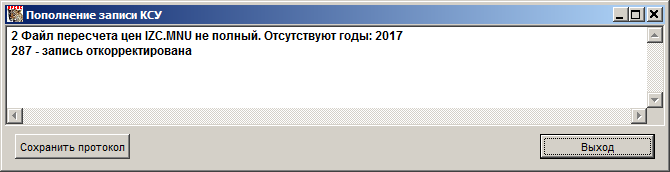 Пополнение записи КСУ
2 Файл пересчета цен IZC.MNU не полный. Отсутствуют годы: 2017
287 - запись откорректирована
Сохранить протокол
Выход